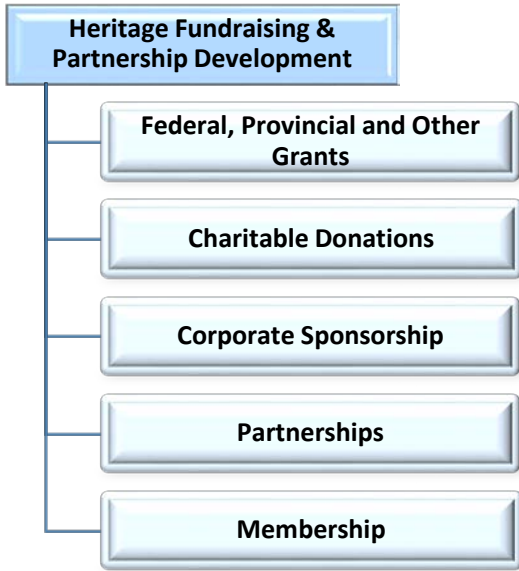 Heritage Fundraising &
Partnership Development
Federal, Provincial and Other
Grants
Charitable Donations
Corporate Sponsorship
Partnerships
Membership